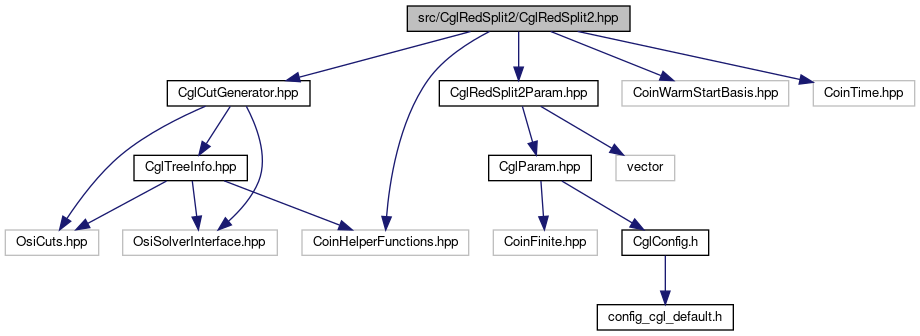 src/CglRedSplit2/CglRedSplit2.hpp
CglCutGenerator.hpp
CglRedSplit2Param.hpp
CoinWarmStartBasis.hpp
CoinTime.hpp
CglTreeInfo.hpp
CglParam.hpp
vector
OsiCuts.hpp
OsiSolverInterface.hpp
CoinHelperFunctions.hpp
CoinFinite.hpp
CglConfig.h
config_cgl_default.h